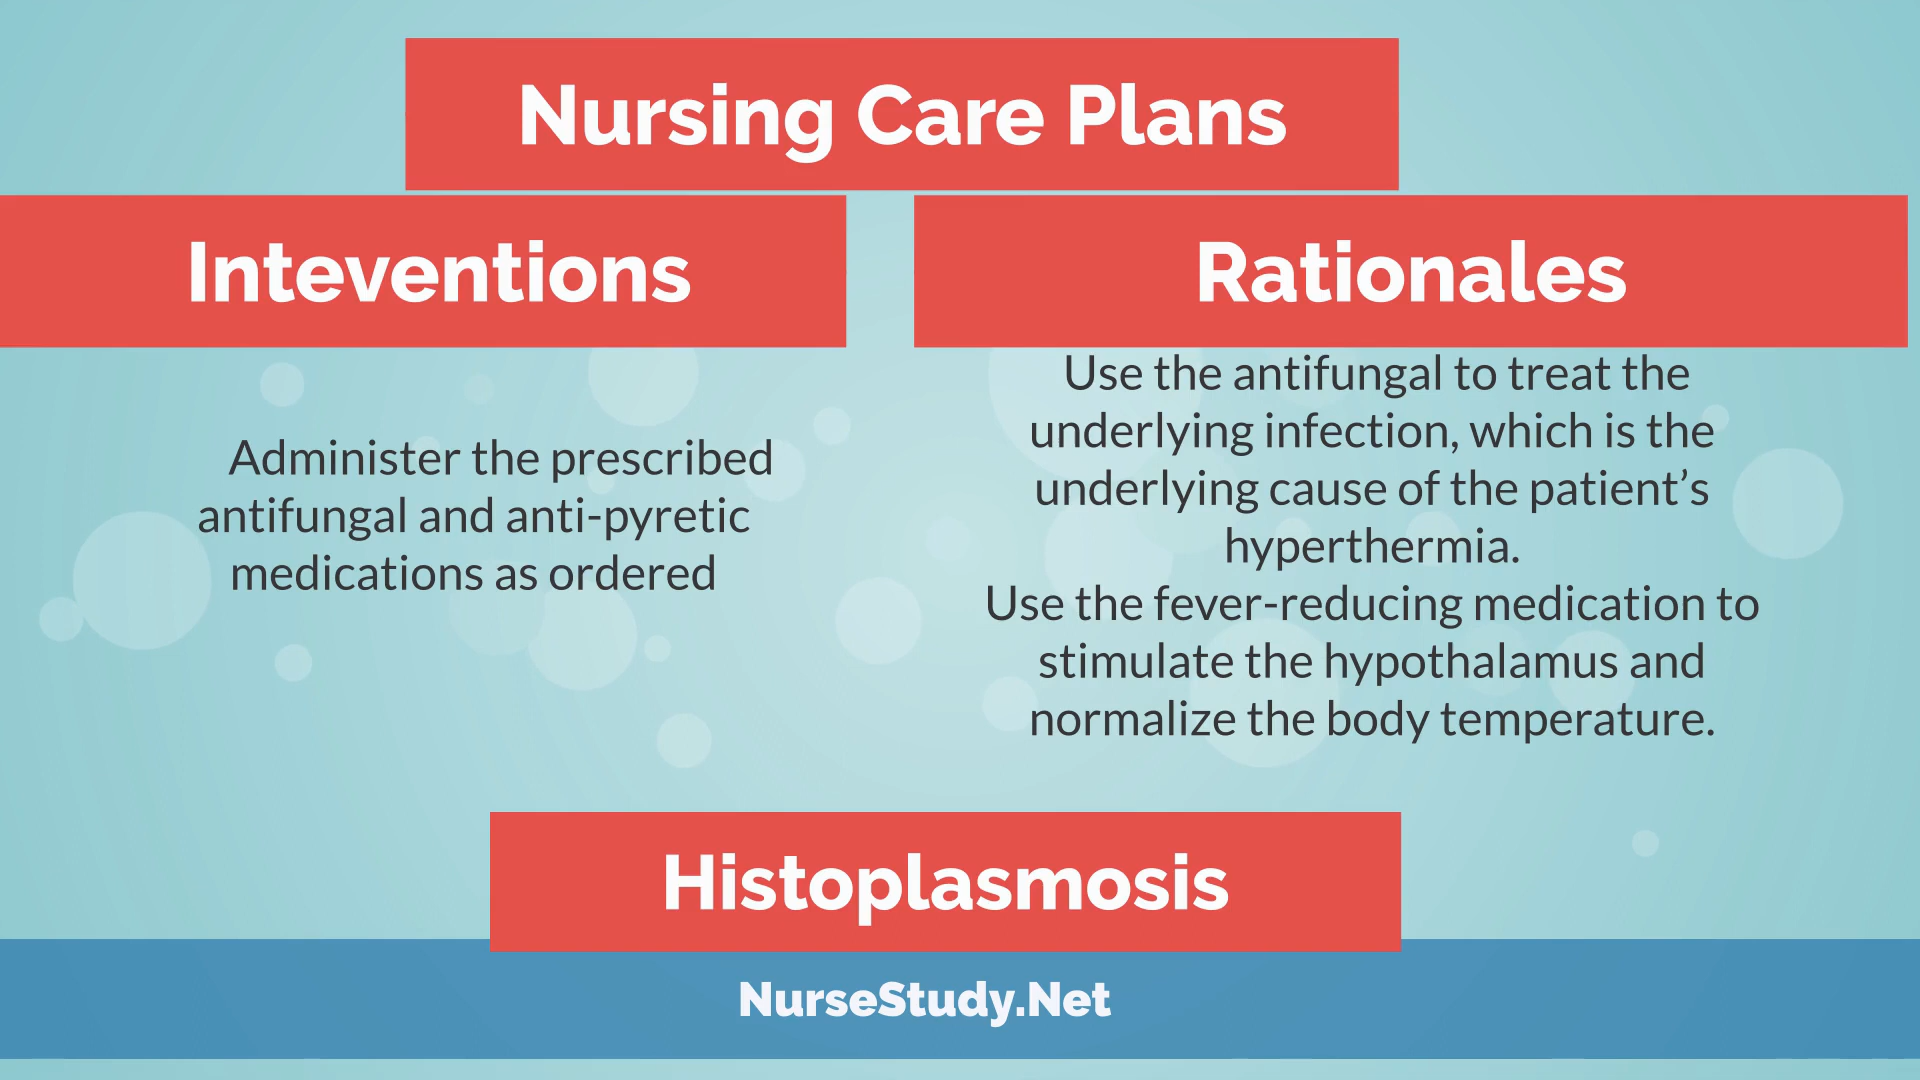 Nursing Care Plans
Inteventions
Rationales
Administer the prescribed
antifungal and anti-pyretic
medications as ordered
Use the antifungal to treat the
underlying infection, which is the
underlying cause of the patient’s
hyperthermia.
Use the fever-reducing medication to
stimulate the hypothalamus and
normalize the body temperature.
Histoplasmosis
NurseStudy.Net